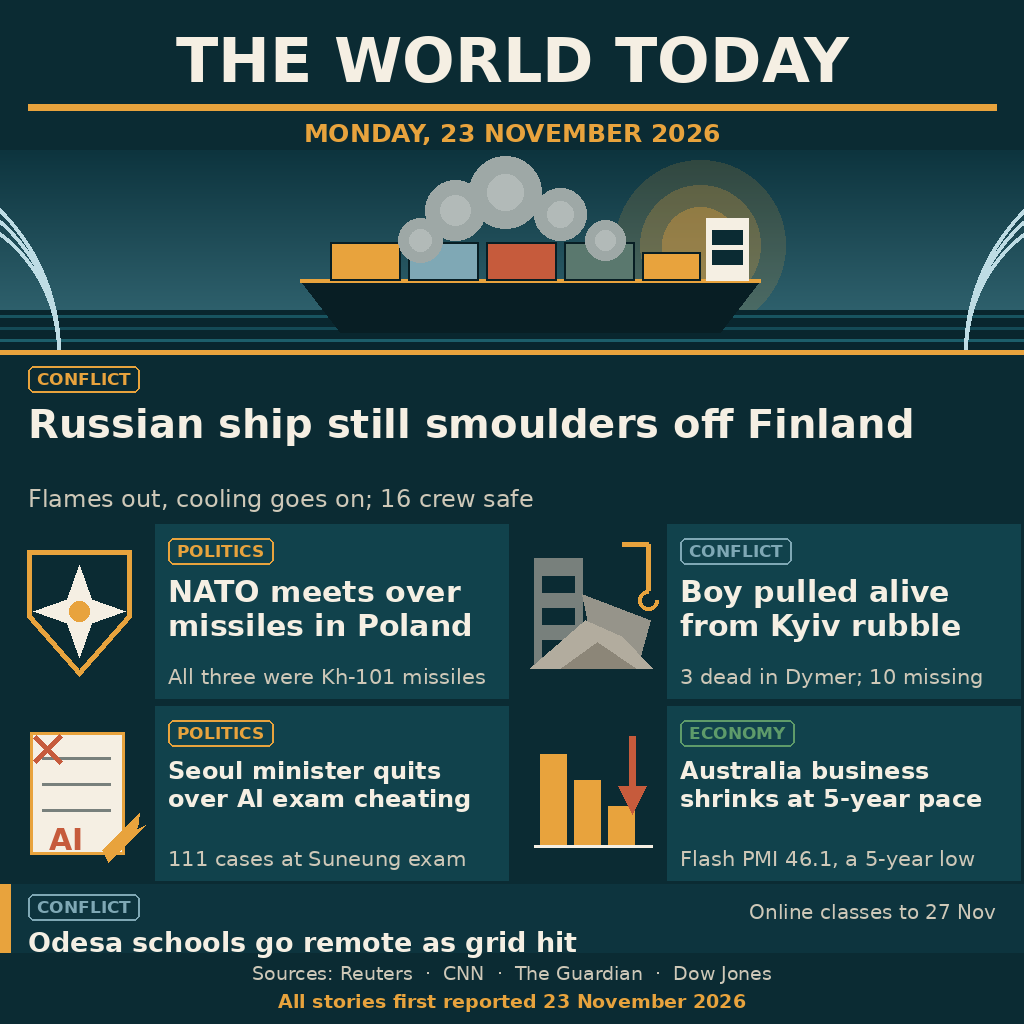 THE WORLD TODAY
MONDAY, 23 NOVEMBER 2026
CONFLICT
Russian ship still smoulders off Finland
Flames out, cooling goes on; 16 crew safe
POLITICS
NATO meets over
missiles in Poland
All three were Kh-101 missiles
CONFLICT
Boy pulled alive
from Kyiv rubble
3 dead in Dymer; 10 missing
AI
POLITICS
Seoul minister quits
over AI exam cheating
111 cases at Suneung exam
ECONOMY
Australia business
shrinks at 5-year pace
Flash PMI 46.1, a 5-year low
CONFLICT
Odesa schools go remote as grid hit
Online classes to 27 Nov
Sources: Reuters · CNN · The Guardian · Dow Jones
All stories first reported 23 November 2026